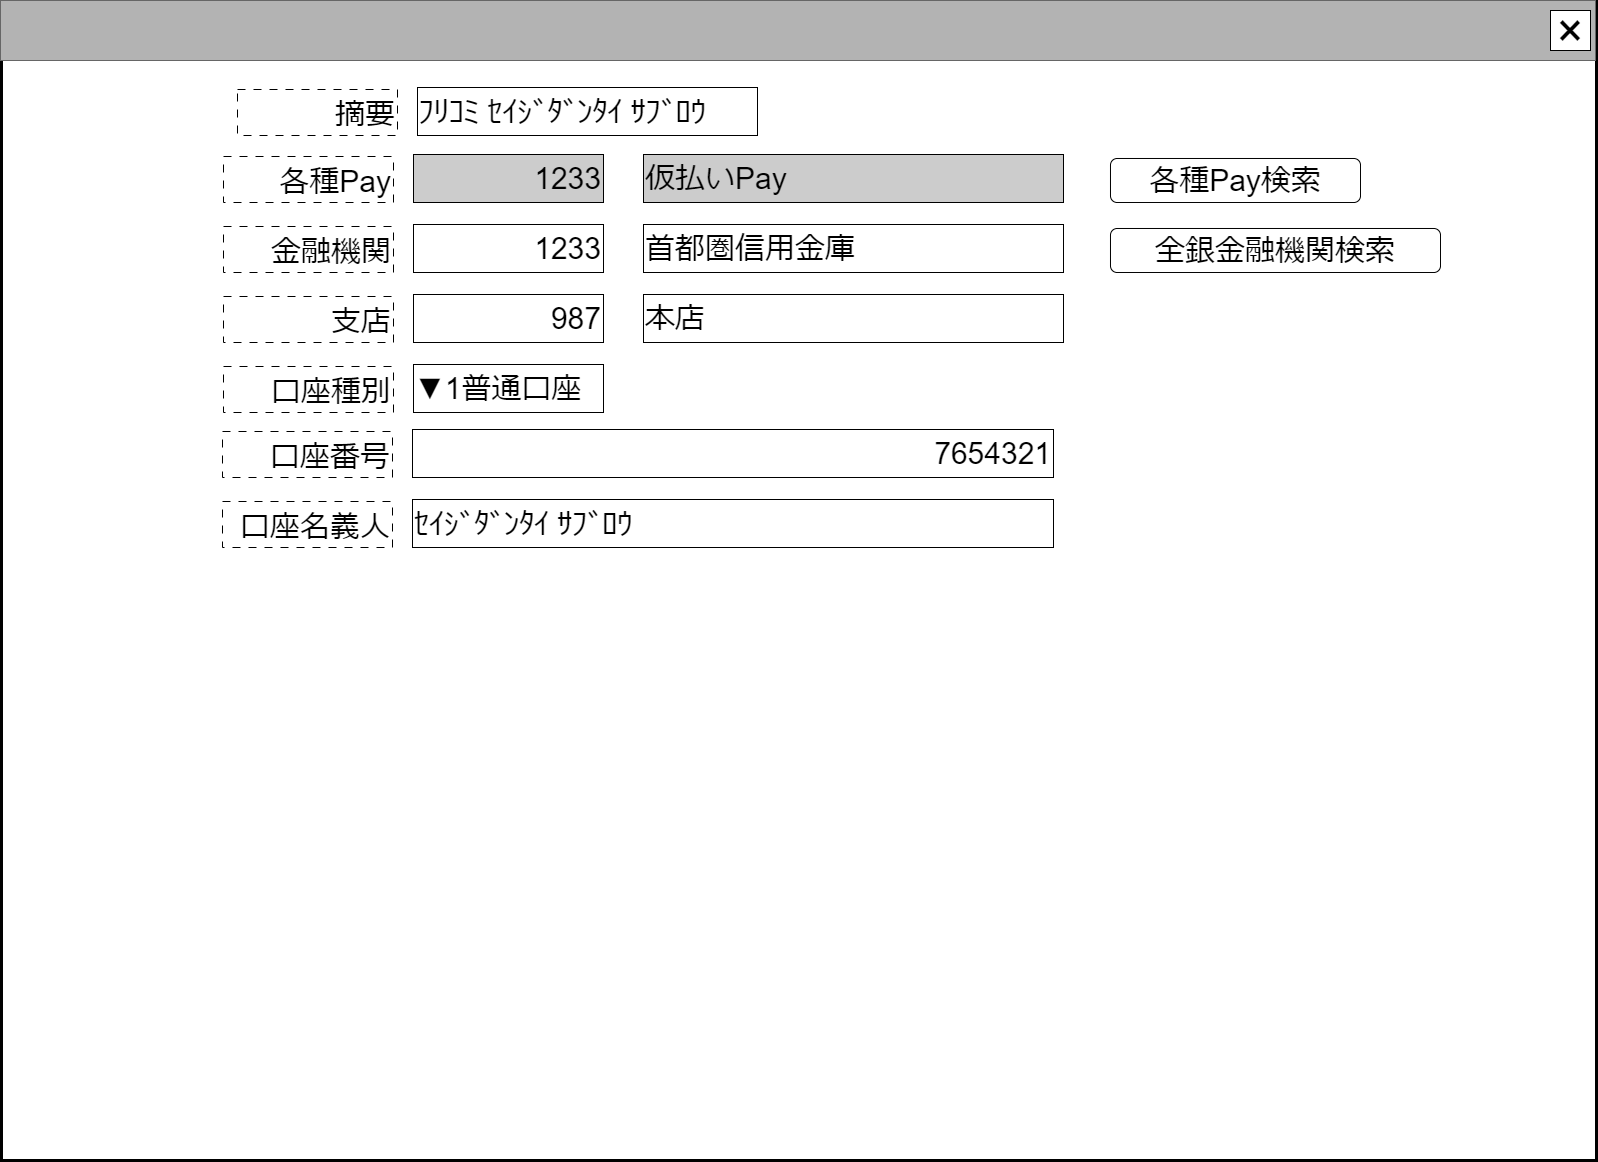 摘要 ﾌﾘｺﾐ ｾｲｼﾞﾀﾞﾝﾀｲ ｻﾌﾞﾛｳ
各種Pay 1233 仮払いPay 各種Pay検索
金融機関 1233 首都圏信用金庫 全銀金融機関検索
支店 987 本店
口座種別 ▼1普通口座
口座番号 7654321
口座名義人 ｾｲｼﾞﾀﾞﾝﾀｲ ｻﾌﾞﾛｳ